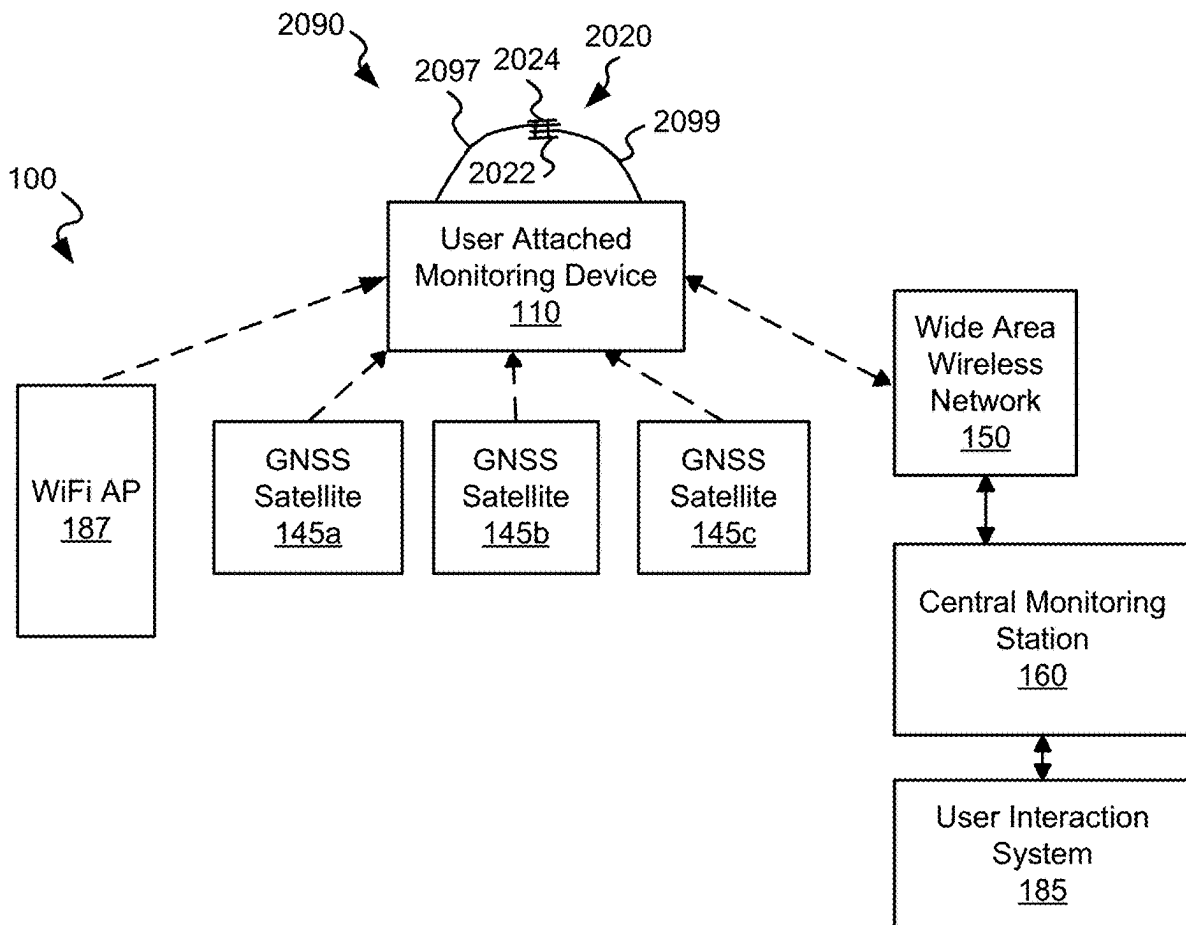 2090
2024
2020
2097
2099
2022
100
User Attached
Monitoring Device
110
Wide Area
Wireless
Network
150
WiFi AP
187
GNSS
Satellite
145a
GNSS
Satellite
145b
GNSS
Satellite
145c
Central Monitoring
Station
160
User Interaction
System
185